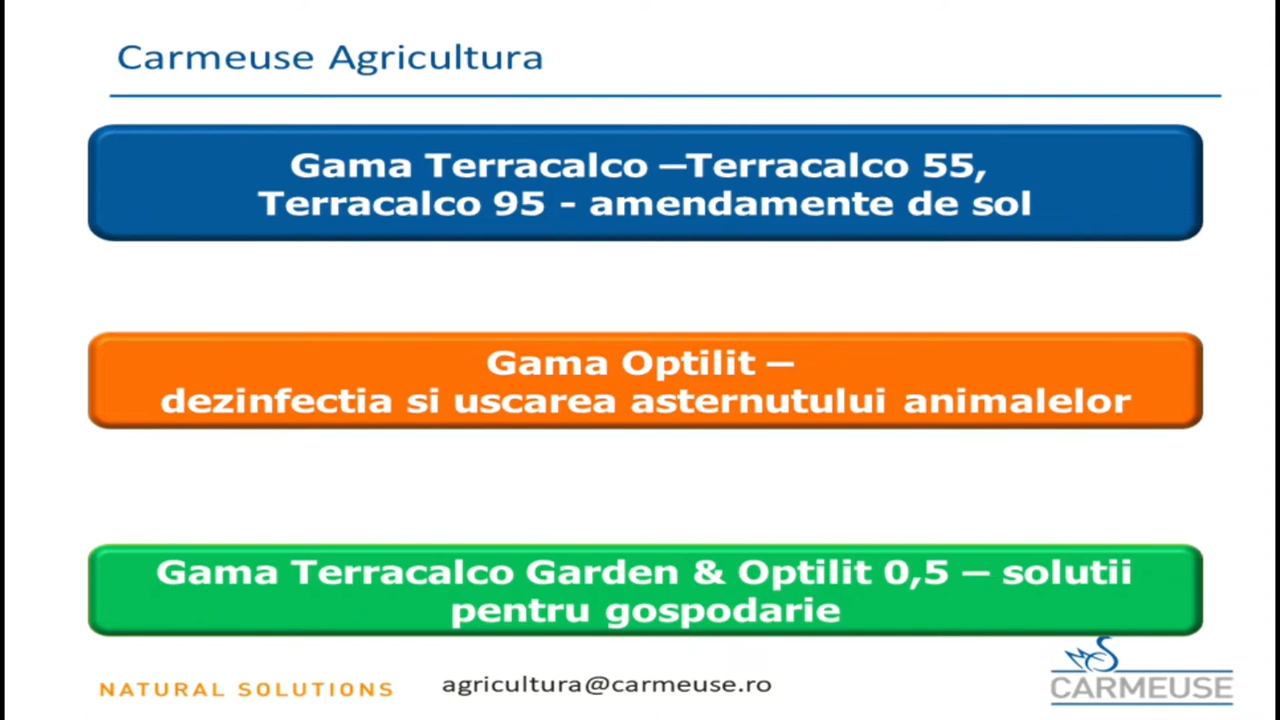 Carmeuse Agricultura
Gama Terracalco –Terracalco 55,
Terracalco 95 - amendamente de sol
Gama Optilit –
dezinfectia si uscarea asternutului animalelor
Gama Terracalco Garden & Optilit 0,5 – solutii
pentru gospodarie
NATURAL SOLUTIONS
agricultura@carmeuse.ro
CARMEUSE